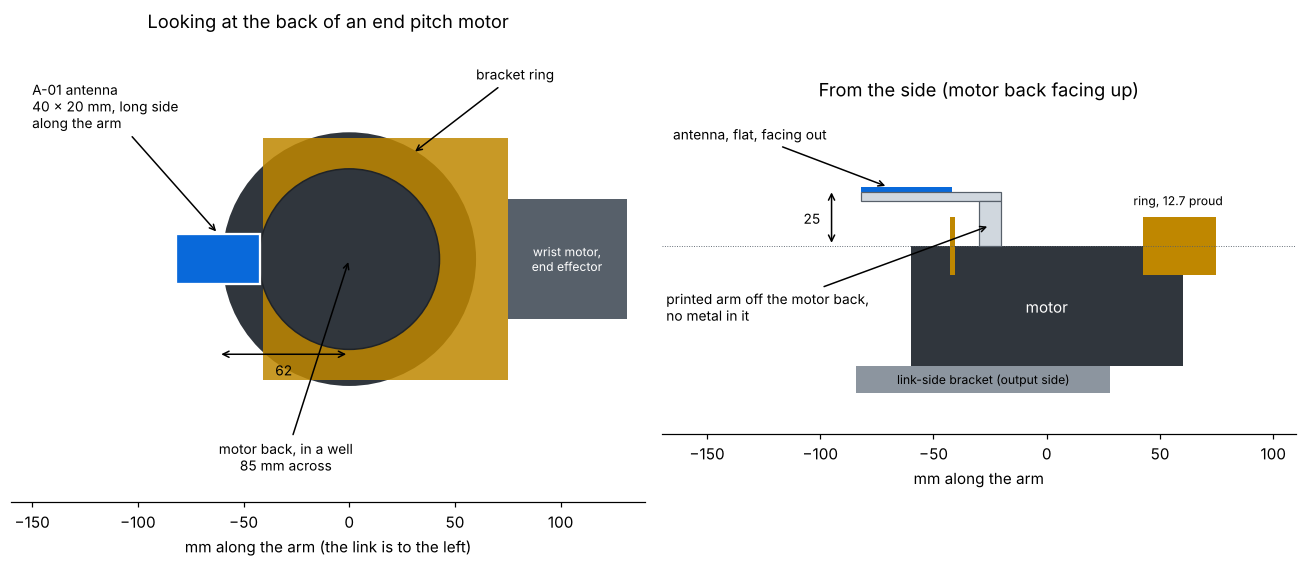 Looking at the back of an end pitch motor
A-01 antenna
40 × 20 mm, long side
along the arm
bracket ring
wrist motor,
end effector
62
motor back, in a well
85 mm across
−150
−100
−50
0
50
100
mm along the arm (the link is to the left)
From the side (motor back facing up)
antenna, flat, facing out
25
ring, 12.7 proud
printed arm off the motor back,
no metal in it
motor
link-side bracket (output side)
−150
−100
−50
0
50
100
mm along the arm